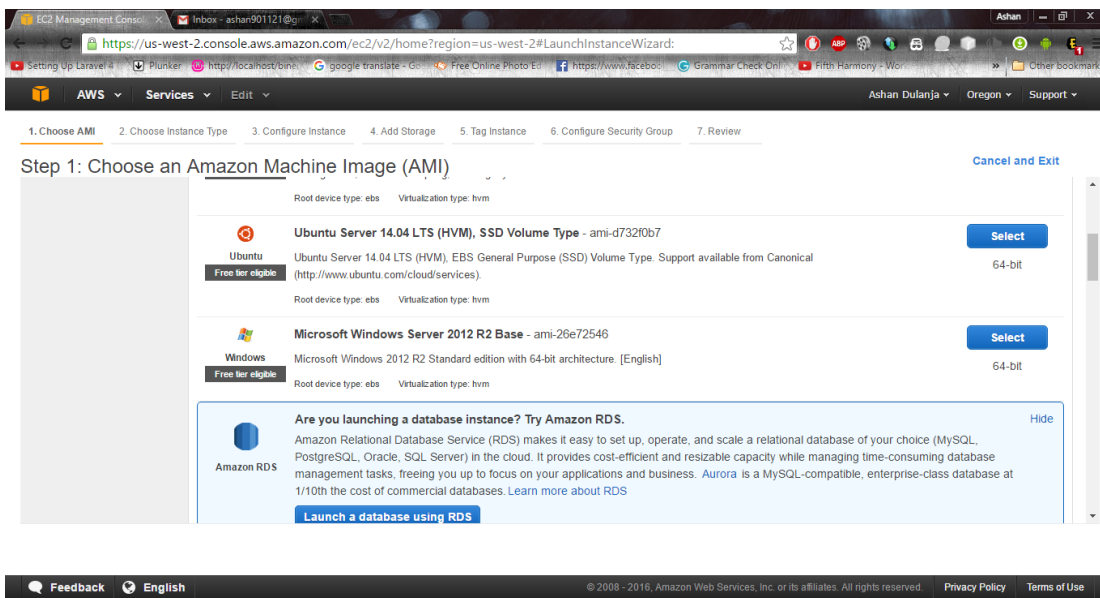 EC2 Management Consol
Inbox - ashan901121@g
Ashan
https://us-west-2.console.aws.amazon.com/ec2/v2/home?region=us-west-2#LaunchInstanceWizard:
Setting Up Laravel 4 Plunker http://localhost/bine google translate - Go Free Online Photo Ed https://www.faceboo Grammar Check Onli Fifth Harmony - Wor » Other bookmark
AWS Services Edit Ashan Dulanja Oregon Support
1. Choose AMI 2. Choose Instance Type 3. Configure Instance 4. Add Storage 5. Tag Instance 6. Configure Security Group 7. Review
Step 1: Choose an Amazon Machine Image (AMI)
Cancel and Exit
Root device type: ebs Virtualization type: hvm
Ubuntu Server 14.04 LTS (HVM), SSD Volume Type - ami-d732f0b7
Select
Ubuntu
Free tier eligible
Ubuntu Server 14.04 LTS (HVM), EBS General Purpose (SSD) Volume Type. Support available from Canonical
(http://www.ubuntu.com/cloud/services).
64-bit
Root device type: ebs Virtualization type: hvm
Microsoft Windows Server 2012 R2 Base - ami-26e72546
Select
Windows
Free tier eligible
Microsoft Windows 2012 R2 Standard edition with 64-bit architecture. [English]
64-bit
Root device type: ebs Virtualization type: hvm
Are you launching a database instance? Try Amazon RDS.
Hide
Amazon RDS
Amazon Relational Database Service (RDS) makes it easy to set up, operate, and scale a relational database of your choice (MySQL,
PostgreSQL, Oracle, SQL Server) in the cloud. It provides cost-efficient and resizable capacity while managing time-consuming database
management tasks, freeing you up to focus on your applications and business. Aurora is a MySQL-compatible, enterprise-class database at
1/10th the cost of commercial databases. Learn more about RDS
Launch a database using RDS
Feedback English © 2008 - 2016, Amazon Web Services, Inc. or its affiliates. All rights reserved. Privacy Policy Terms of Use